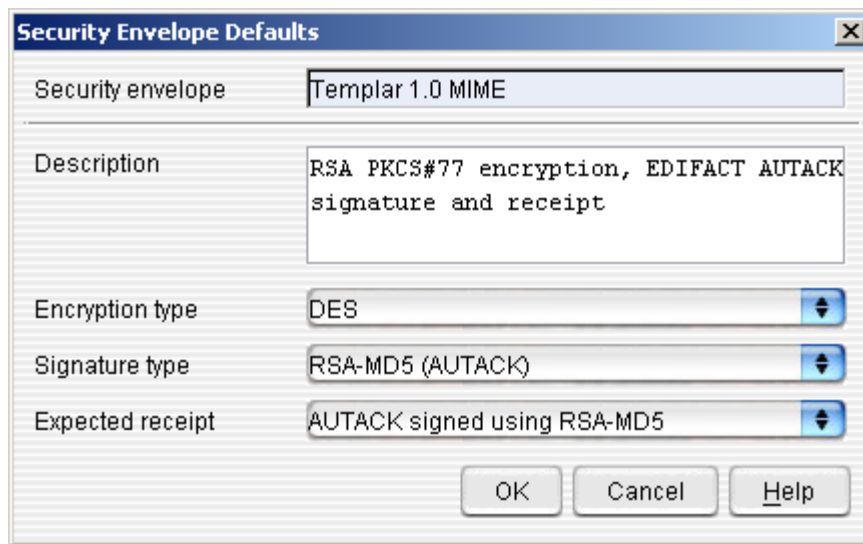 Security Envelope Defaults
Security envelope Templar 1.0 MIME
Description RSA PKCS#77 encryption, EDIFACT AUTACK
signature and receipt
Encryption type DES
Signature type RSA-MD5 (AUTACK)
Expected receipt AUTACK signed using RSA-MD5
OK Cancel Help